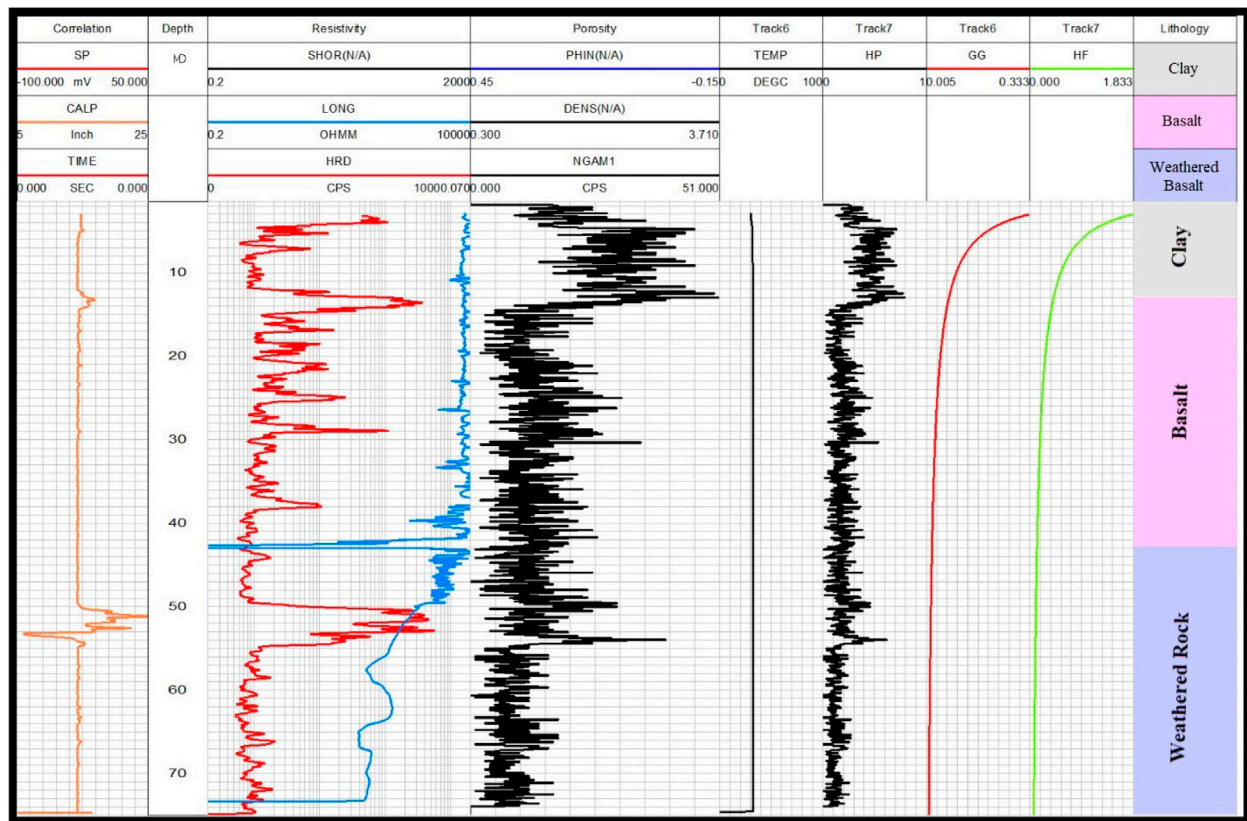 Correlation Depth Resistivity Porosity Track6 Track7 Track6 Track7 Lithology
SP MD SHOR(N/A) PHIN(N/A) TEMP HP GG HF
-100.000 mV 50.000 0.2 20000.45 -0.150 DEGC 1000 10.005 0.3330.000 1.833 Clay
CALP LONG DENS(N/A)
5 Inch 25 0.2 OHMM 100000.300 3.710 Basalt
TIME HRD NGAM1 Weathered
0.000 SEC 0.000 0 CPS 10000.0700.000 CPS 51.000 Basalt
Clay
10
20
Basalt
30
40
50
60
Weathered Rock
70